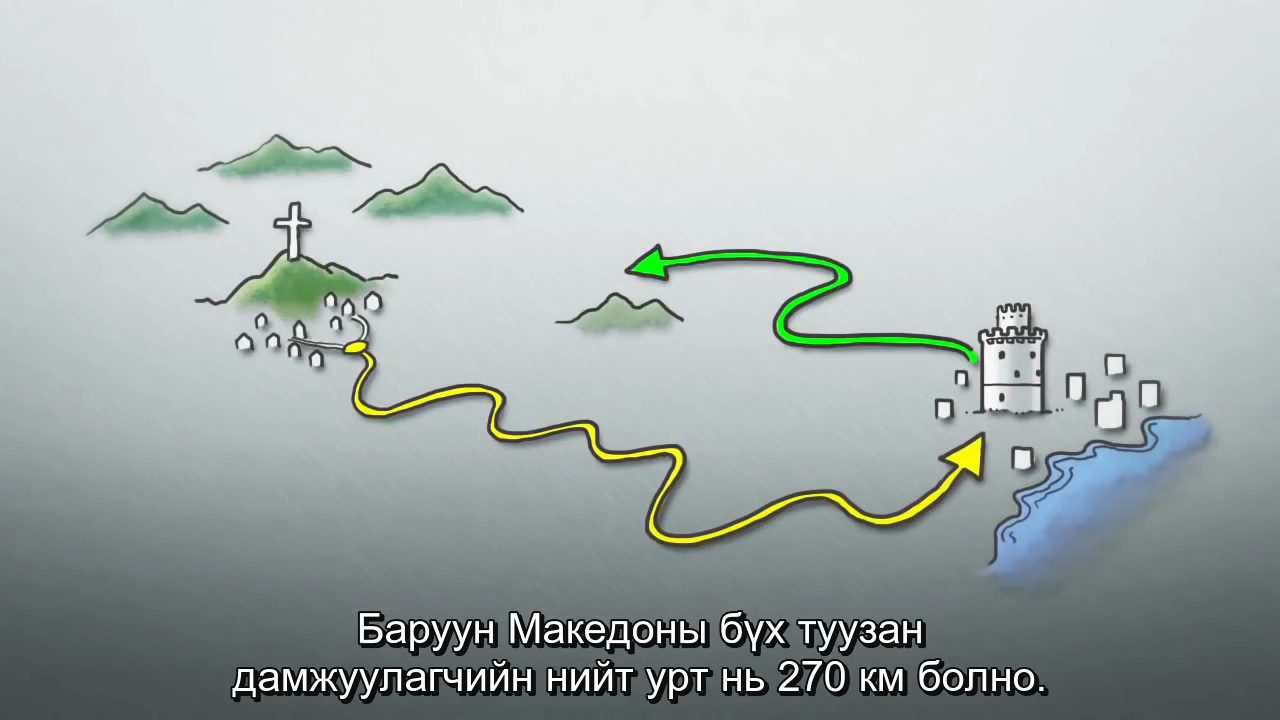 Баруун Македоны бүх туузан
дамжуулагчийн нийт урт нь 270 км болно.